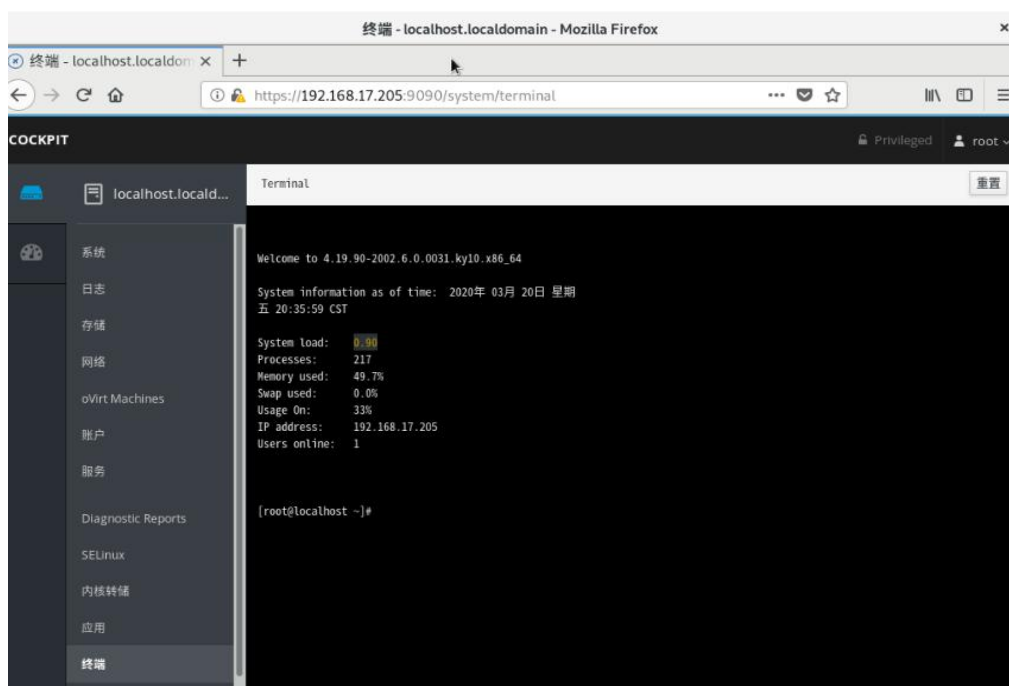 终端 - localhost.localdomain - Mozilla Firefox
终端 - localhost.localdom
https://192.168.17.205:9090/system/terminal
COCKPIT
Privileged
root
localhost.locald...
Terminal
重置
系统
日志
存储
网络
oVirt Machines
账户
服务
Diagnostic Reports
SELinux
内核转储
应用
终端
Welcome to 4.19.90-2002.6.0.0031.ky10.x86_64
System information as of time: 2020年 03月 20日 星期
五 20:35:59 CST
System load: 0.90
Processes: 217
Memory used: 49.7%
Swap used: 0.0%
Usage On: 33%
IP address: 192.168.17.205
Users online: 1
[root@localhost ~]#